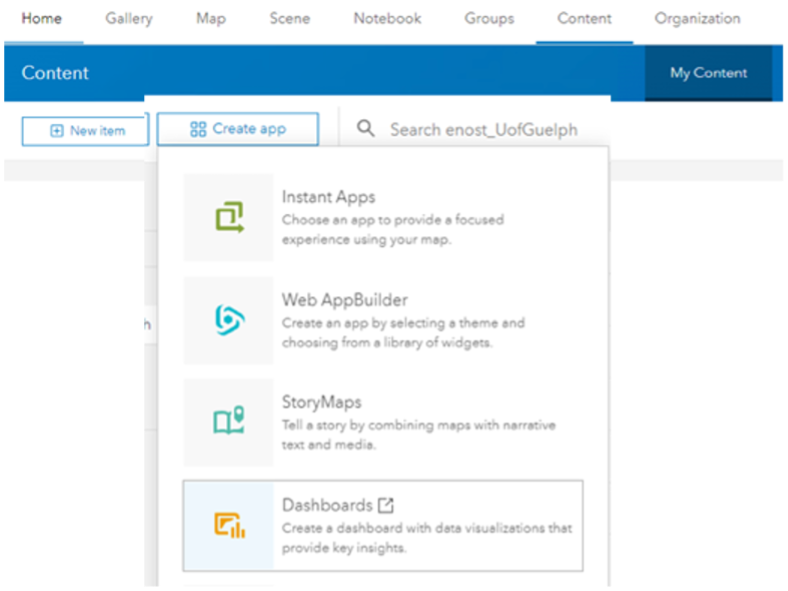 Home Gallery Map Scene Notebook Groups Content Organization
Content My Content
New item Create app Search enost_UofGuelph
Instant Apps
Choose an app to provide a focused
experience using your map.
Web AppBuilder
h
Create an app by selecting a theme and
choosing from a library of widgets.
StoryMaps
Tell a story by combining maps with narrative
text and media.
Dashboards
Create a dashboard with data visualizations that
provide key insights.